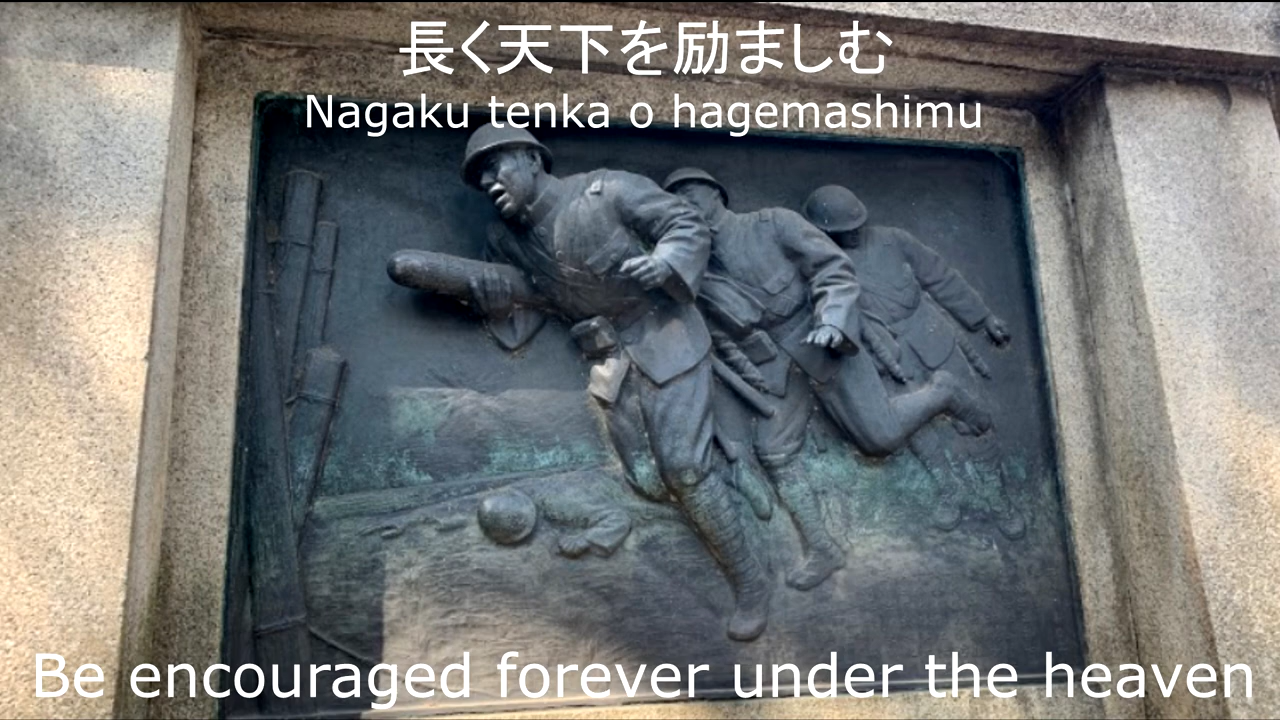 長く天下を励ましむ
Nagaku tenka o hagemashimu
Be encouraged forever under the heaven